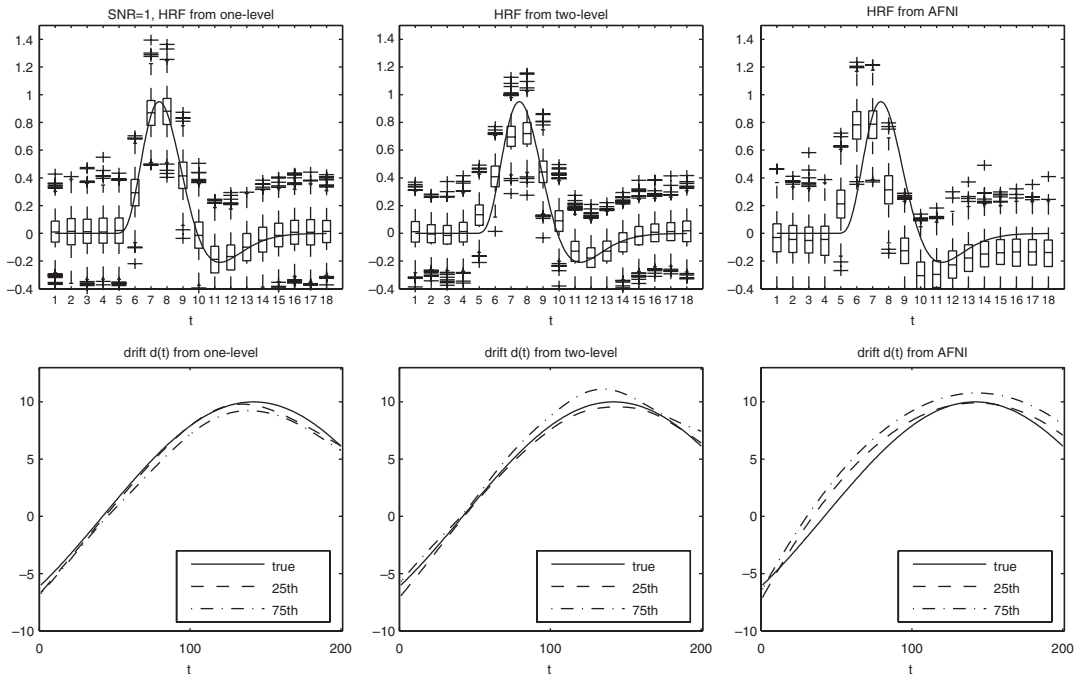 SNR=1, HRF from one-level
1.4
1.2
1
0.8
0.6
0.4
0.2
0
−0.2
−0.4
1 2 3 4 5 6 7 8 9 10 11 12 13 14 15 16 17 18
t
HRF from two-level
1.4
1.2
1
0.8
0.6
0.4
0.2
0
−0.2
−0.4
1 2 3 4 5 6 7 8 9 10 11 12 13 14 15 16 17 18
t
HRF from AFNI
1.4
1.2
1
0.8
0.6
0.4
0.2
0
−0.2
−0.4
1 2 3 4 5 6 7 8 9 10 11 12 13 14 15 16 17 18
t
drift d(t) from one-level
10
5
0
−5
−10
0 100 200
t
true
25th
75th
drift d(t) from two-level
10
5
0
−5
−10
0 100 200
t
true
25th
75th
drift d(t) from AFNI
10
5
0
−5
−10
0 100 200
t
true
25th
75th